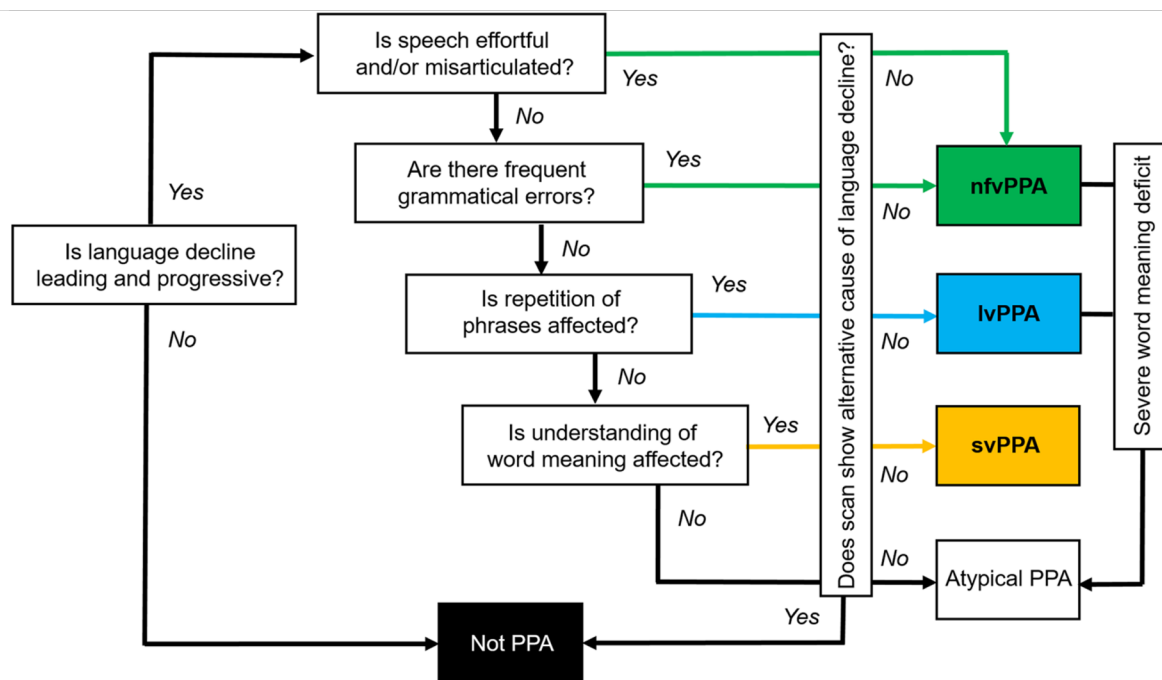 Is speech effortful
and/or misarticulated?
Yes
No
No
Are there frequent
grammatical errors?
Yes
No
No
Yes
Is language decline
leading and progressive?
No
Is repetition of
phrases affected?
Yes
No
No
Is understanding of
word meaning affected?
Yes
No
No
Does scan show alternative cause of language decline?
No
Yes
nfvPPA
lvPPA
svPPA
Atypical PPA
Severe word meaning deficit
Not PPA